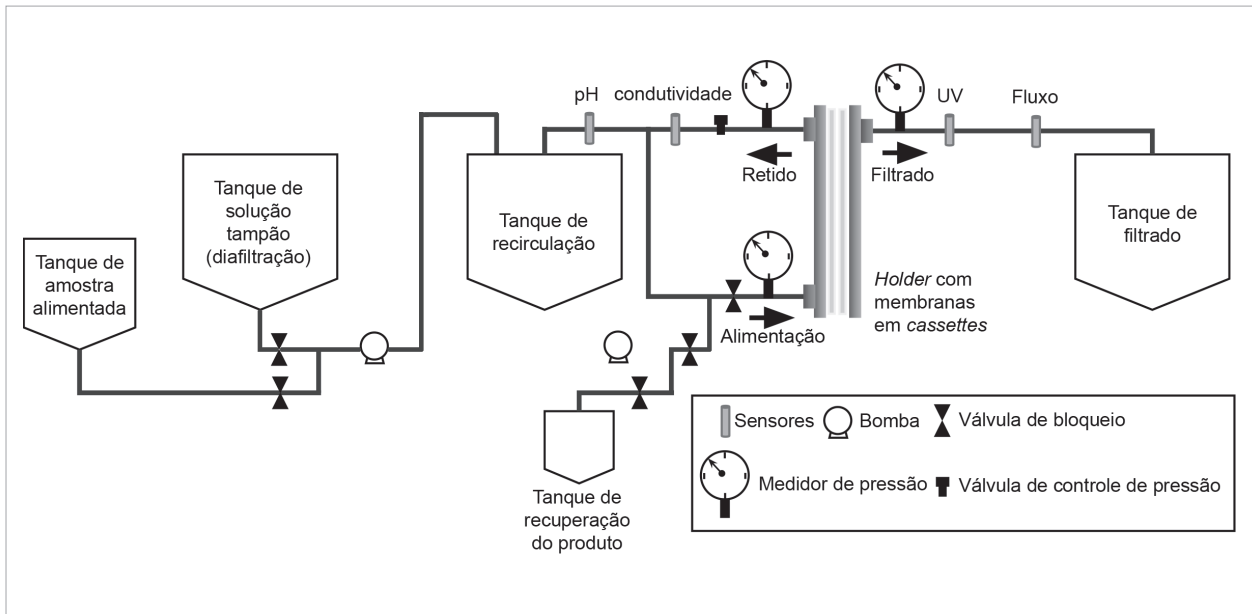 Tanque de
amostra
alimentada
Tanque de
solução
tampão
(diafiltração)
Tanque de
recirculação
pH
condutividade
Retido
Filtrado
UV
Fluxo
Tanque de
filtrado
Alimentação
Holder com
membranas
em cassettes
Tanque de
recuperação
do produto
Sensores
Bomba
Válvula de bloqueio
Medidor de pressão
Válvula de controle de pressão